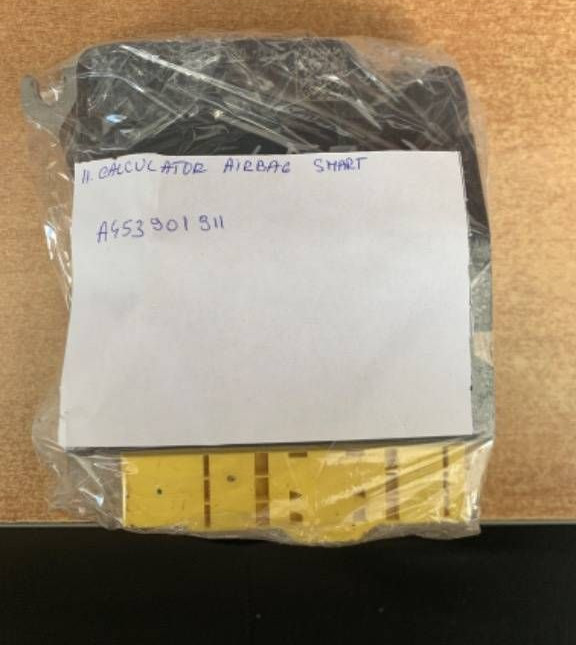 11. CALCULATOR AIRBAG SMART
A453 901 911